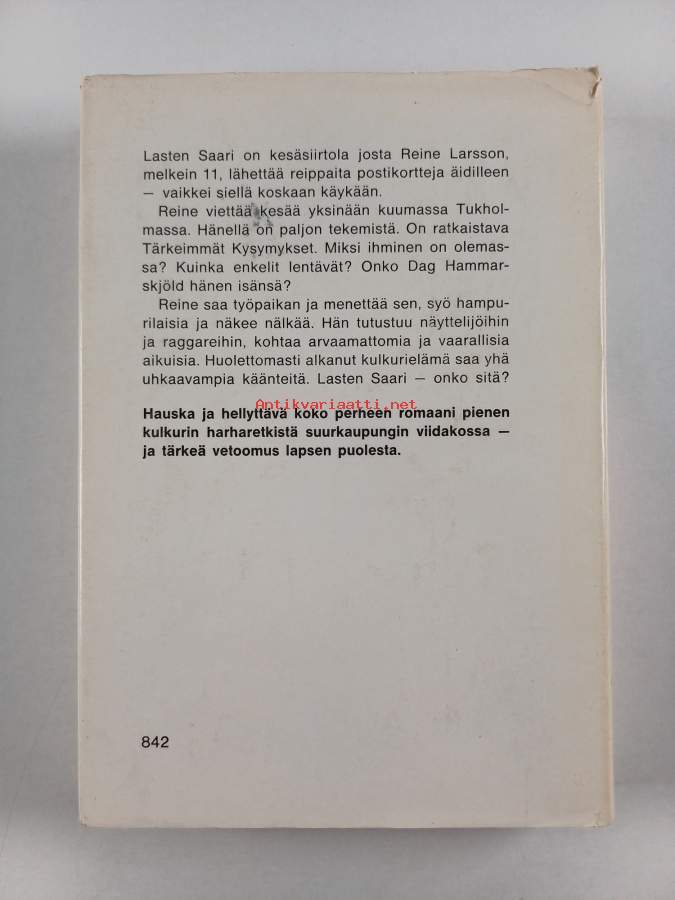 Lasten Saari on kesäsiirtola josta Reine Larsson,
melkein 11, lähettää reippaita postikortteja äidilleen
— vaikkei siellä koskaan käykään.
Reine viettää kesää yksinään kuumassa Tukhol-
massa. Hänellä on paljon tekemistä. On ratkaistava
Tärkeimmät Kysymykset. Miksi ihminen on olemas-
sa? Kuinka enkelit lentävät? Onko Dag Hammar-
skjöld hänen isänsä?
Reine saa työpaikan ja menettää sen, syö hampu-
rilaisia ja näkee nälkää. Hän tutustuu näyttelijöihin
ja raggareihin, kohtaa arvaamattomia ja vaarallisia
aikuisia. Huolettomasti alkanut kulkurielämä saa yhä
uhkaavampia käänteitä. Lasten Saari — onko sitä?
Antikvariaatti.net
Hauska ja hellyttävä koko perheen romaani pienen
kulkurin harharetkistä suurkaupungin viidakossa —
ja tärkeä vetoomus lapsen puolesta.
842